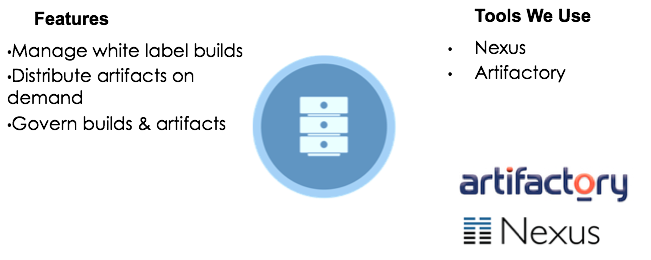 Features
•Manage white label builds
•Distribute artifacts on
demand
•Govern builds & artifacts
Tools We Use
• Nexus
• Artifactory
artifactory
Nexus